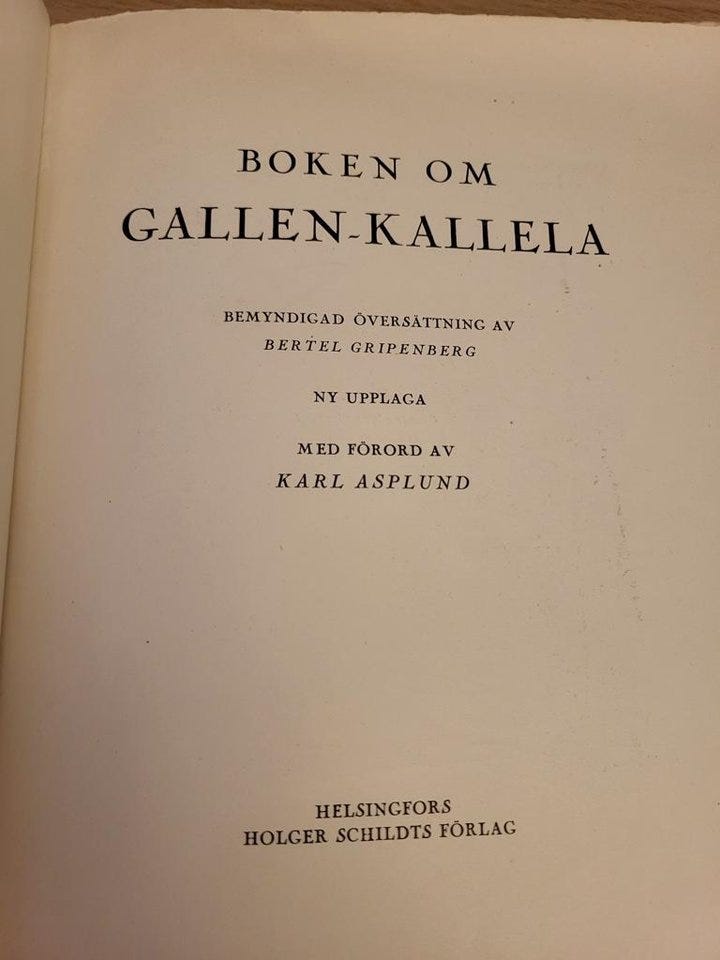 BOKEN OM
GALLEN-KALLELA
BEMYNDIGAD ÖVERSÄTTNING AV
BERTEL GRIPENBERG
NY UPPLAGA
MED FÖRORD AV
KARL ASPLUND
HELSINGFORS
HOLGER SCHILDTS FÖRLAG